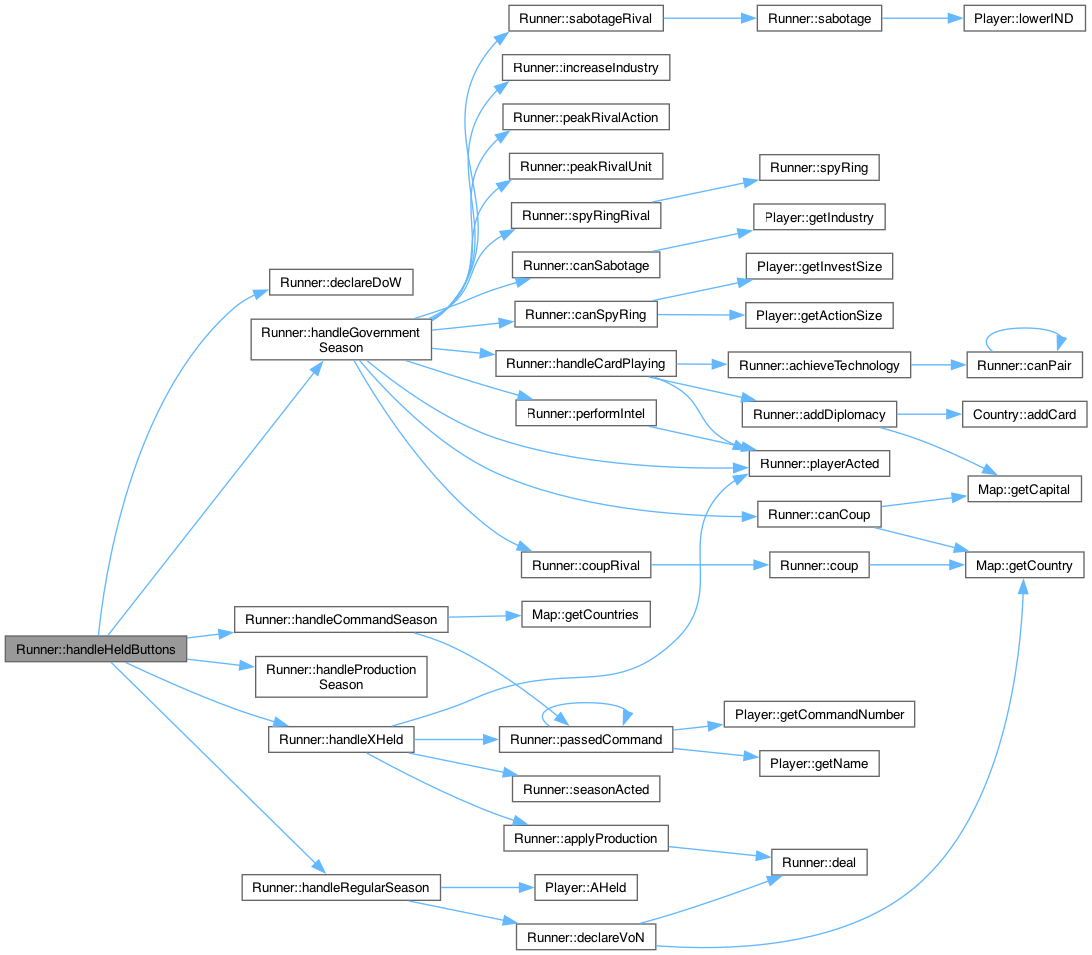 Runner::sabotageRival
Runner::sabotage
Player::lowerIND
Runner::increaseIndustry
Runner::peakRivalAction
Runner::peakRivalUnit
Runner::spyRing
Runner::spyRingRival
Player::getIndustry
Runner::canSabotage
Player::getInvestSize
Runner::declareDoW
Runner::canSpyRing
Player::getActionSize
Runner::handleGovernment
Season
Runner::handleCardPlaying
Runner::achieveTechnology
Runner::canPair
Runner::performIntel
Runner::addDiplomacy
Country::addCard
Runner::playerActed
Map::getCapital
Runner::canCoup
Runner::coupRival
Runner::coup
Map::getCountry
Runner::handleCommandSeason
Map::getCountries
Runner::handleHeldButtons
Runner::handleProduction
Season
Player::getCommandNumber
Runner::handleXHeld
Runner::passedCommand
Player::getName
Runner::seasonActed
Runner::applyProduction
Runner::deal
Runner::handleRegularSeason
Player::AHeld
Runner::declareVoN